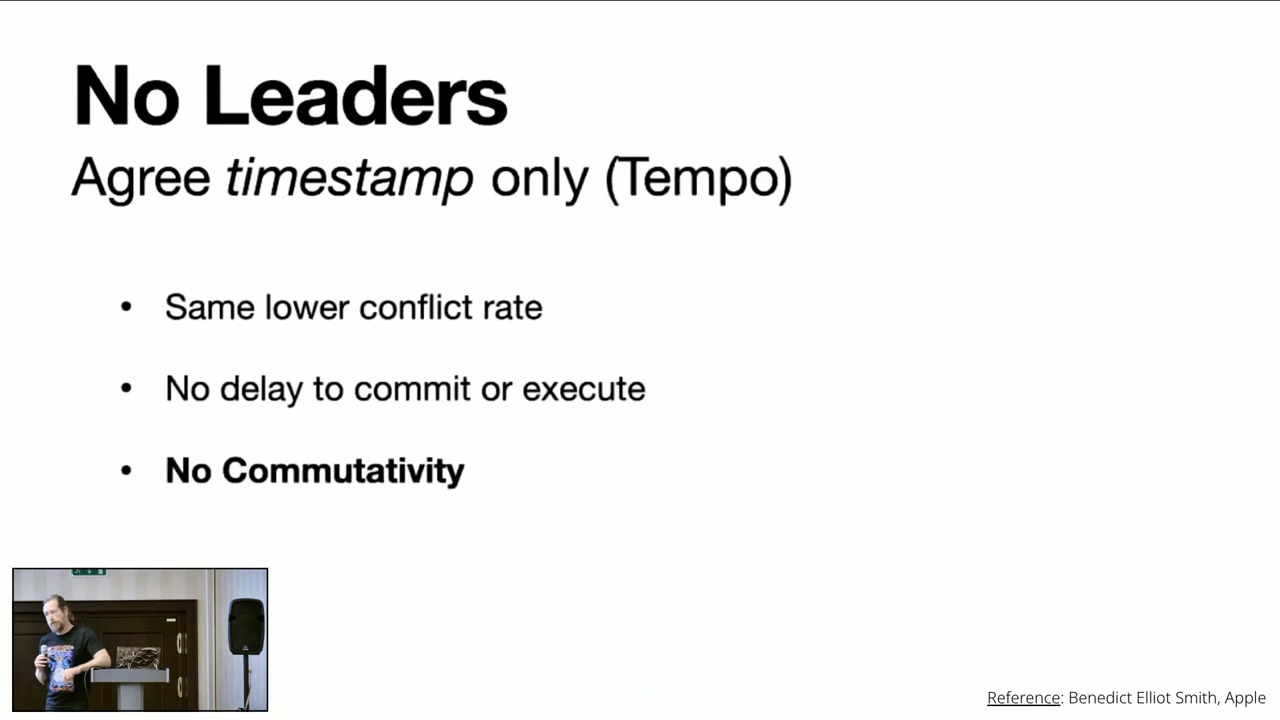 No Leaders
Agree timestamp only (Tempo)
• Same lower conflict rate
• No delay to commit or execute
• No Commutativity
Reference: Benedict Elliot Smith, Apple